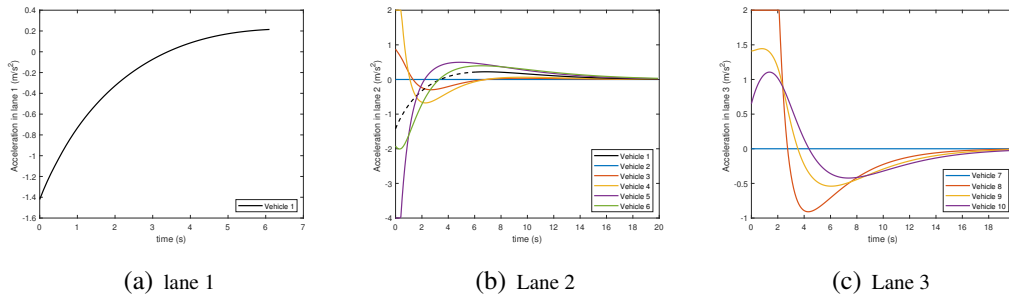 Acceleration in lane 1 (m/s²)
0.4
0.2
0
-0.2
-0.4
-0.6
-0.8
-1
-1.2
-1.4
-1.6
0 1 2 3 4 5 6 7
time (s)
Vehicle 1
(a) lane 1
Acceleration in lane 2 (m/s²)
2
1
0
-1
-2
-3
-4
0 2 4 6 8 10 12 14 16 18 20
time (s)
Vehicle 1
Vehicle 2
Vehicle 3
Vehicle 4
Vehicle 5
Vehicle 6
(b) Lane 2
Acceleration in lane 3 (m/s²)
2
1.5
1
0.5
0
-0.5
-1
0 2 4 6 8 10 12 14 16 18
time (s)
Vehicle 7
Vehicle 8
Vehicle 9
Vehicle 10
(c) Lane 3